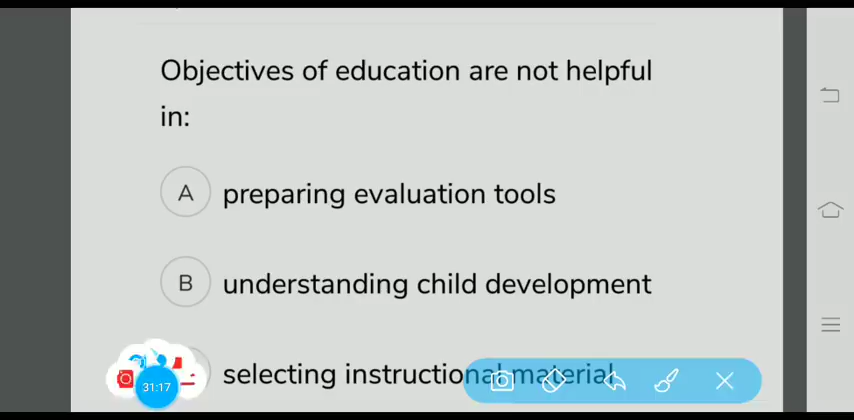 Objectives of education are not helpful
in:
A preparing evaluation tools
B understanding child development
selecting instructional material
31:17